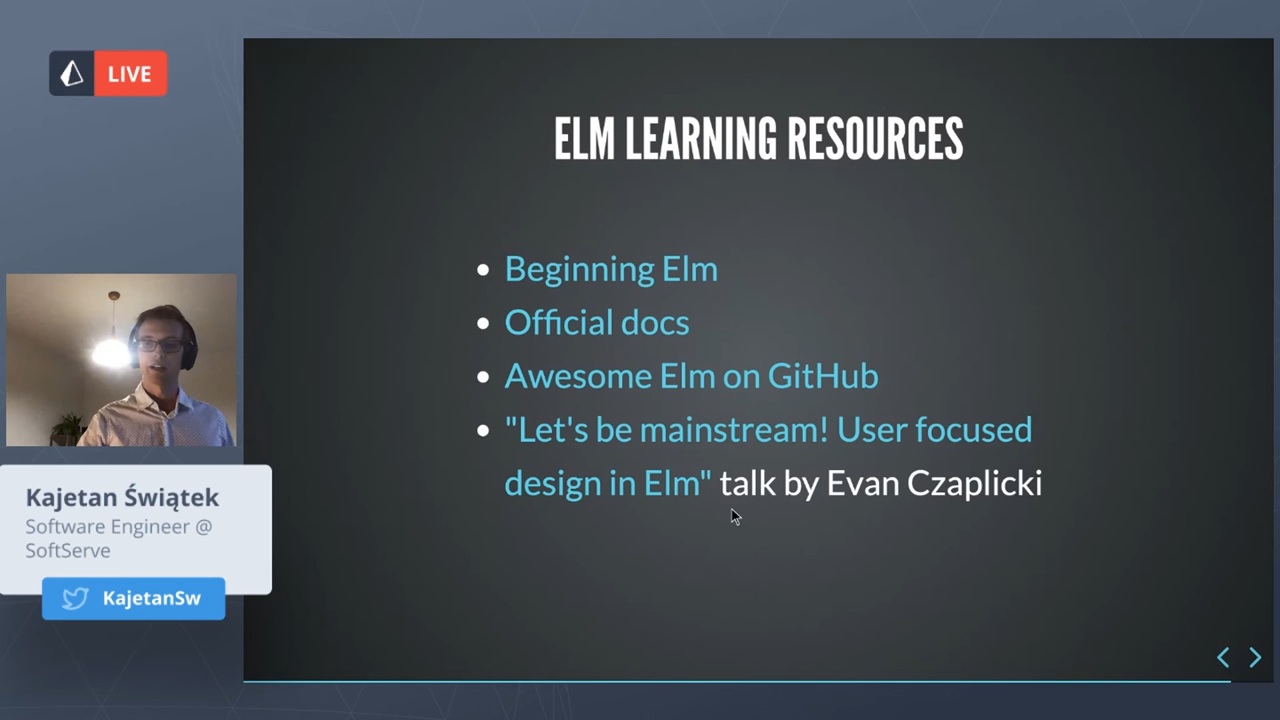 LIVE
ELM LEARNING RESOURCES
Beginning Elm
Official docs
Awesome Elm on GitHub
"Let's be mainstream! User focused
design in Elm" talk by Evan Czaplicki
Kajetan Świątek
Software Engineer @
SoftServe
KajetanSw